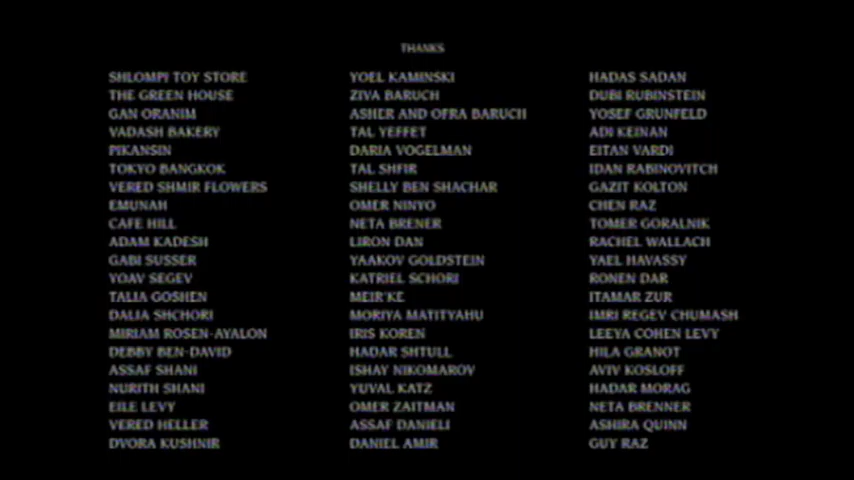 THANKS
SHLOMPI TOY STORE
THE GREEN HOUSE
GAN ORANIM
VADASH BAKERY
PIKANSIN
TOKYO BANGKOK
VERED SHMIR FLOWERS
EMUNAH
CAFE HILL
ADAM KADESH
GABI SUSSER
YOAV SEGEV
TALIA GOSHEN
DALIA SHCHORI
MIRIAM ROSEN-AYALON
DEBBY BEN-DAVID
ASSAF SHANI
NURITH SHANI
EILE LEVY
VERED HELLER
DVORA KUSHNIR
YOEL KAMINSKI
ZIVA BARUCH
ASHER AND OFRA BARUCH
TAL YEFFET
DARIA VOGELMAN
TAL SHFIR
SHELLY BEN SHACHAR
OMER NINYO
NETA BRENER
LIRON DAN
YAAKOV GOLDSTEIN
KATRIEL SCHORI
MEIR'KE
MORIYA MATITYAHU
IRIS KOREN
HADAR SHTULL
ISHAY NIKOMAROV
YUVAL KATZ
OMER ZAITMAN
ASSAF DANIELI
DANIEL AMIR
HADAS SADAN
DUBI RUBINSTEIN
YOSEF GRUNFELD
ADI KEINAN
EITAN VARDI
IDAN RABINOVITCH
GAZIT KOLTON
CHEN RAZ
TOMER GORALNIK
RACHEL WALLACH
YAEL HAVASSY
RONEN DAR
ITAMAR ZUR
IMRI REGEV CHUMASH
LEEYA COHEN LEVY
HILA GRANOT
AVIV KOSLOFF
HADAR MORAG
NETA BRENNER
ASHIRA QUINN
GUY RAZ